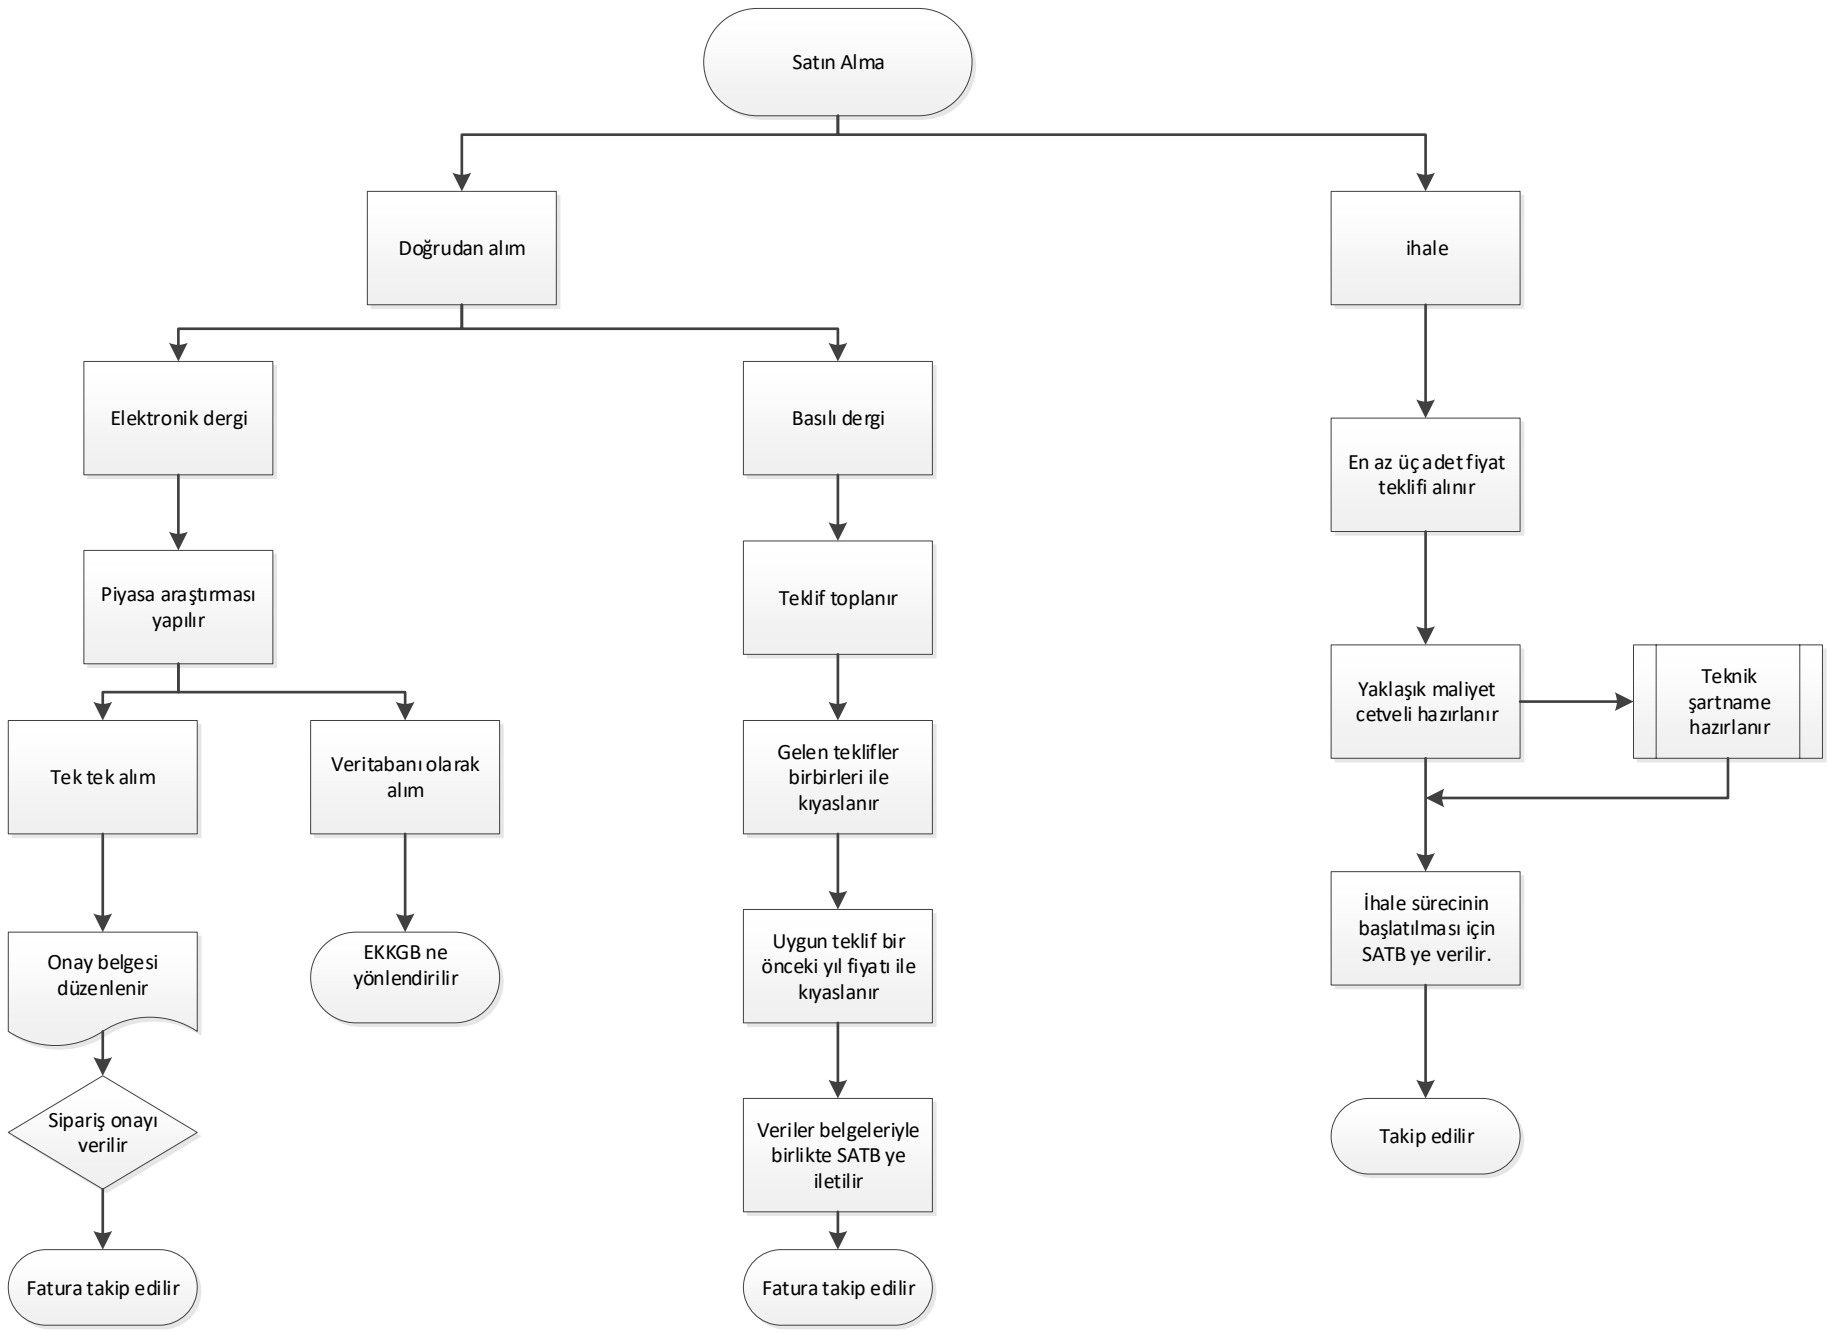 Satın Alma
Doğrudan alım
ihale
Elektronik dergi
Basılı dergi
En az üç adet fiyat
teklifi alınır
Piyasa araştırması
yapılır
Teklif toplanır
Yaklaşık maliyet
cetveli hazırlanır
Teknik
şartname
hazırlanır
Tek tek alım
Veritabanı olarak
alım
Gelen teklifler
birbirleri ile
kıyaslanır
İhale sürecinin
başlatılması için
SATB ye verilir.
Onay belgesi
düzenlenir
EKKGB ne
yönlendirilir
Uygun teklif bir
önceki yıl fiyatı ile
kıyaslanır
Sipariş onayı
verilir
Veriler belgeleriyle
birlikte SATB ye
iletilir
Takip edilir
Fatura takip edilir
Fatura takip edilir